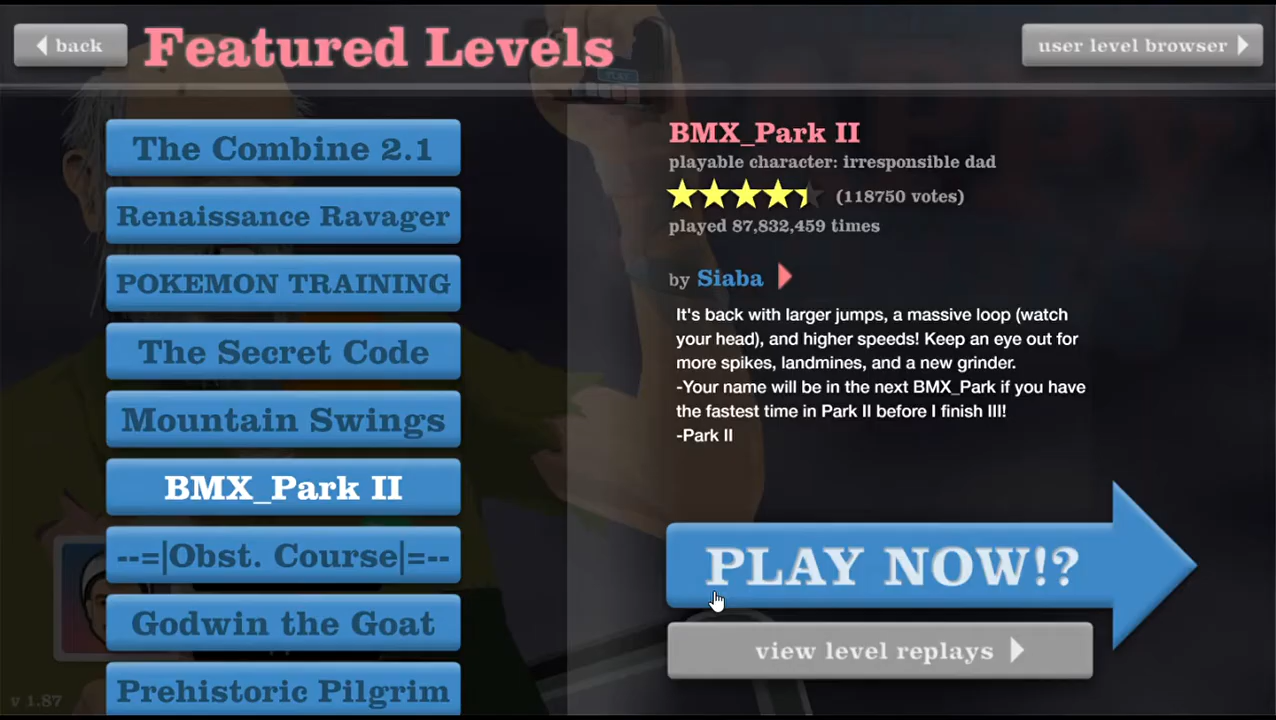 back
Featured Levels
user level browser
The Combine 2.1
Renaissance Ravager
POKEMON TRAINING
The Secret Code
Mountain Swings
BMX_Park II
--=|Obst. Course|=--
Godwin the Goat
Prehistoric Pilgrim
v 1.87
BMX_Park II
playable character: irresponsible dad
(118750 votes)
played 87,832,459 times
by Siaba
It's back with larger jumps, a massive loop (watch
your head), and higher speeds! Keep an eye out for
more spikes, landmines, and a new grinder.
-Your name will be in the next BMX_Park if you have
the fastest time in Park II before I finish III!
-Park II
PLAY NOW!?
view level replays